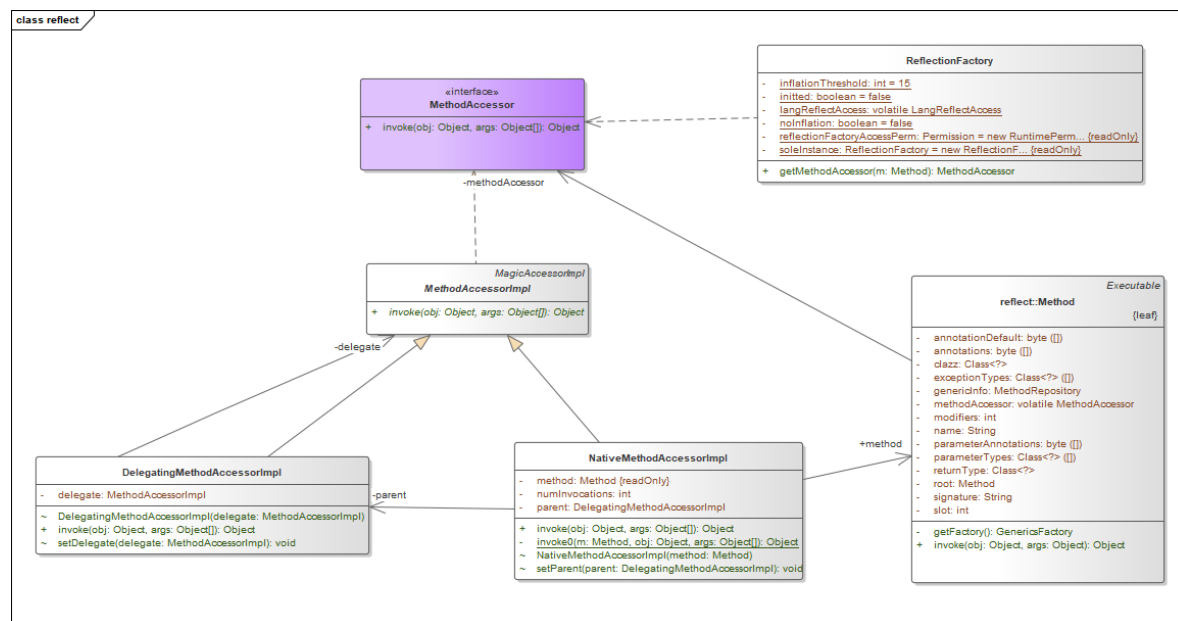 class reflect
«interface»
MethodAccessor
+ invoke(obj: Object, args: Object[]): Object
ReflectionFactory
- inflationThreshold: int = 15
- initted: boolean = false
- langReflectAccess: volatile LangReflectAccess
- noInflation: boolean = false
- reflectionFactoryAccessPerm: Permission = new RuntimePerm... {readOnly}
- soleInstance: ReflectionFactory = new ReflectionF... {readOnly}
+ getMethodAccessor(m: Method): MethodAccessor
-methodAccessor
MagicAccessorImpl
MethodAccessorImpl
+ invoke(obj: Object, args: Object[]): Object
-delegate
Executable
reflect::Method
{leaf}
- annotationDefault: byte ([])
- annotations: byte ([])
- clazz: Class<?>
- exceptionTypes: Class<?> ([])
- genericInfo: MethodRepository
- methodAccessor: volatile MethodAccessor
- modifiers: int
- name: String
- parameterAnnotations: byte ([])
- parameterTypes: Class<?> ([])
- returnType: Class<?>
- root: Method
- signature: String
- slot: int
- getFactory(): GenericsFactory
+ invoke(obj: Object, args: Object): Object
+method
DelegatingMethodAccessorImpl
- delegate: MethodAccessorImpl
~ DelegatingMethodAccessorImpl(delegate: MethodAccessorImpl)
+ invoke(obj: Object, args: Object[]): Object
~ setDelegate(delegate: MethodAccessorImpl): void
-parent
NativeMethodAccessorImpl
- method: Method {readOnly}
- numInvocations: int
- parent: DelegatingMethodAccessorImpl
+ invoke(obj: Object, args: Object[]): Object
- invoke0(m: Method, obj: Object, args: Object[]): Object
~ NativeMethodAccessorImpl(method: Method)
~ setParent(parent: DelegatingMethodAccessorImpl): void